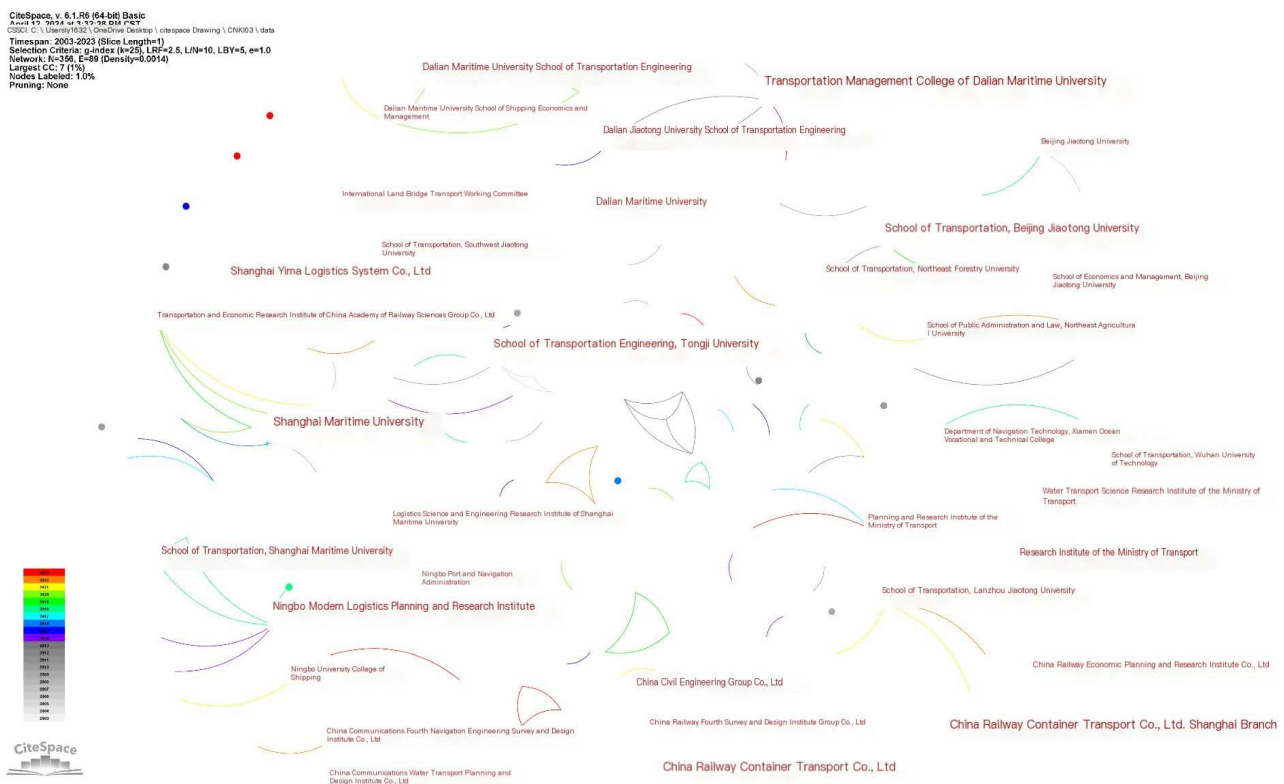 CiteSpace, v. 6.1.R6 (64-bit) Basic
April 12, 2024 at 3:32:28 PM CST
CSSCI: C: \ Usersly1632 \ OneDrive Desktop \ citespace Drawing \ CNKI03 \ data
Timespan: 2003-2023 (Slice Length=1)
Selection Criteria: g-index (k=25), LRF=2.5, L/N=10, LBY=5, e=1.0
Network: N=356, E=89 (Density=0.0014)
Largest CC: 7 (1%)
Nodes Labeled: 1.0%
Pruning: None
Dalian Maritime University School of Transportation Engineering
Transportation Management College of Dalian Maritime University
Dalian Maritime University School of Shipping Economics and
Management
Dalian Jiaotong University School of Transportation Engineering
Beijing Jiaotong University
International Land Bridge Transport Working Committee
Dalian Maritime University
School of Transportation, Beijing Jiaotong University
School of Transportation, Southwest Jiaotong
University
Shanghai Yima Logistics System Co., Ltd
School of Transportation, Northeast Forestry University
School of Economics and Management, Beijing
Jiaotong University
Transportation and Economic Research Institute of China Academy of Railway Sciences Group Co., Ltd
School of Public Administration and Law, Northeast Agricultura
l University
School of Transportation Engineering, Tongji University
Shanghai Maritime University
Department of Navigation Technology, Xiamen Ocean
Vocational and Technical College
School of Transportation, Wuhan University
of Technology
Water Transport Science Research Institute of the Ministry of
Transport
Logistics Science and Engineering Research Institute of Shanghai
Maritime University
Planning and Research Institute of the
Ministry of Transport
School of Transportation, Shanghai Maritime University
Research Institute of the Ministry of Transport
Ningbo Port and Navigation
Administration
School of Transportation, Lanzhou Jiaotong University
Ningbo Modern Logistics Planning and Research Institute
Ningbo University College of
Shipping
China Railway Economic Planning and Research Institute Co., Ltd
China Civil Engineering Group Co., Ltd
China Railway Fourth Survey and Design Institute Group Co., Ltd
China Railway Container Transport Co., Ltd. Shanghai Branch
China Communications Fourth Navigation Engineering Survey and Design
Institute Co., Ltd
China Railway Container Transport Co., Ltd
China Communications Water Transport Planning and
Design Institute Co., Ltd
CiteSpace